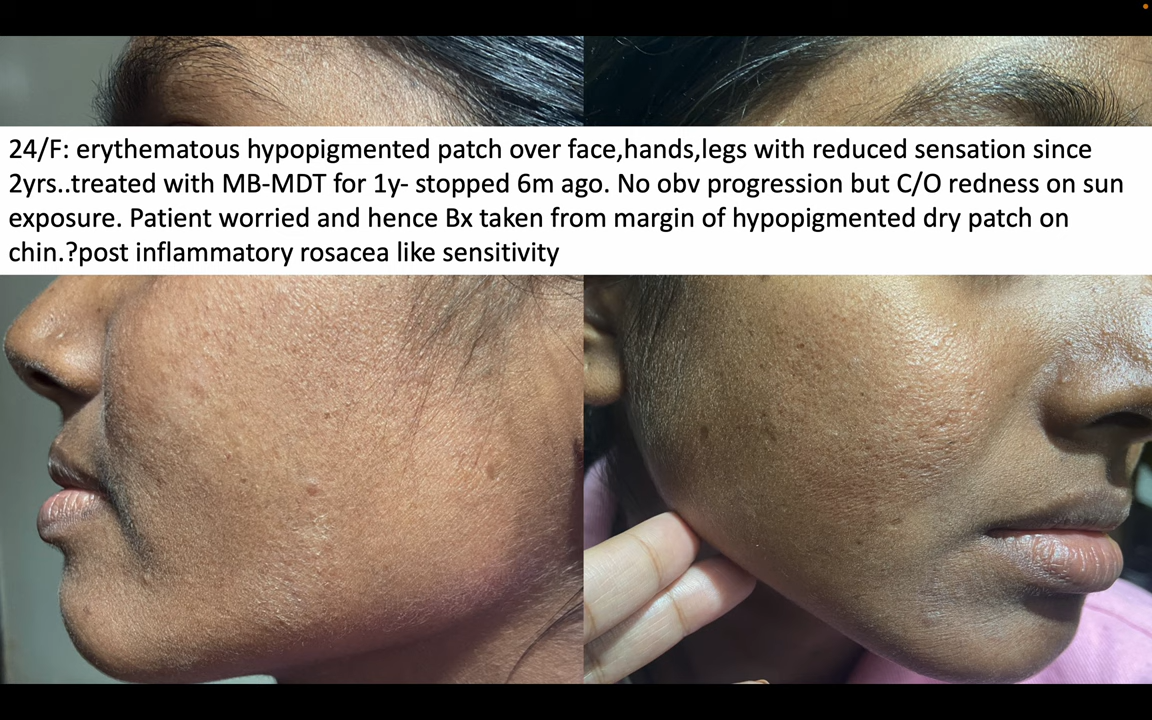 24/F: erythematous hypopigmented patch over face,hands,legs with reduced sensation since
2yrs..treated with MB-MDT for 1y- stopped 6m ago. No obv progression but C/O redness on sun
exposure. Patient worried and hence Bx taken from margin of hypopigmented dry patch on
chin.?post inflammatory rosacea like sensitivity